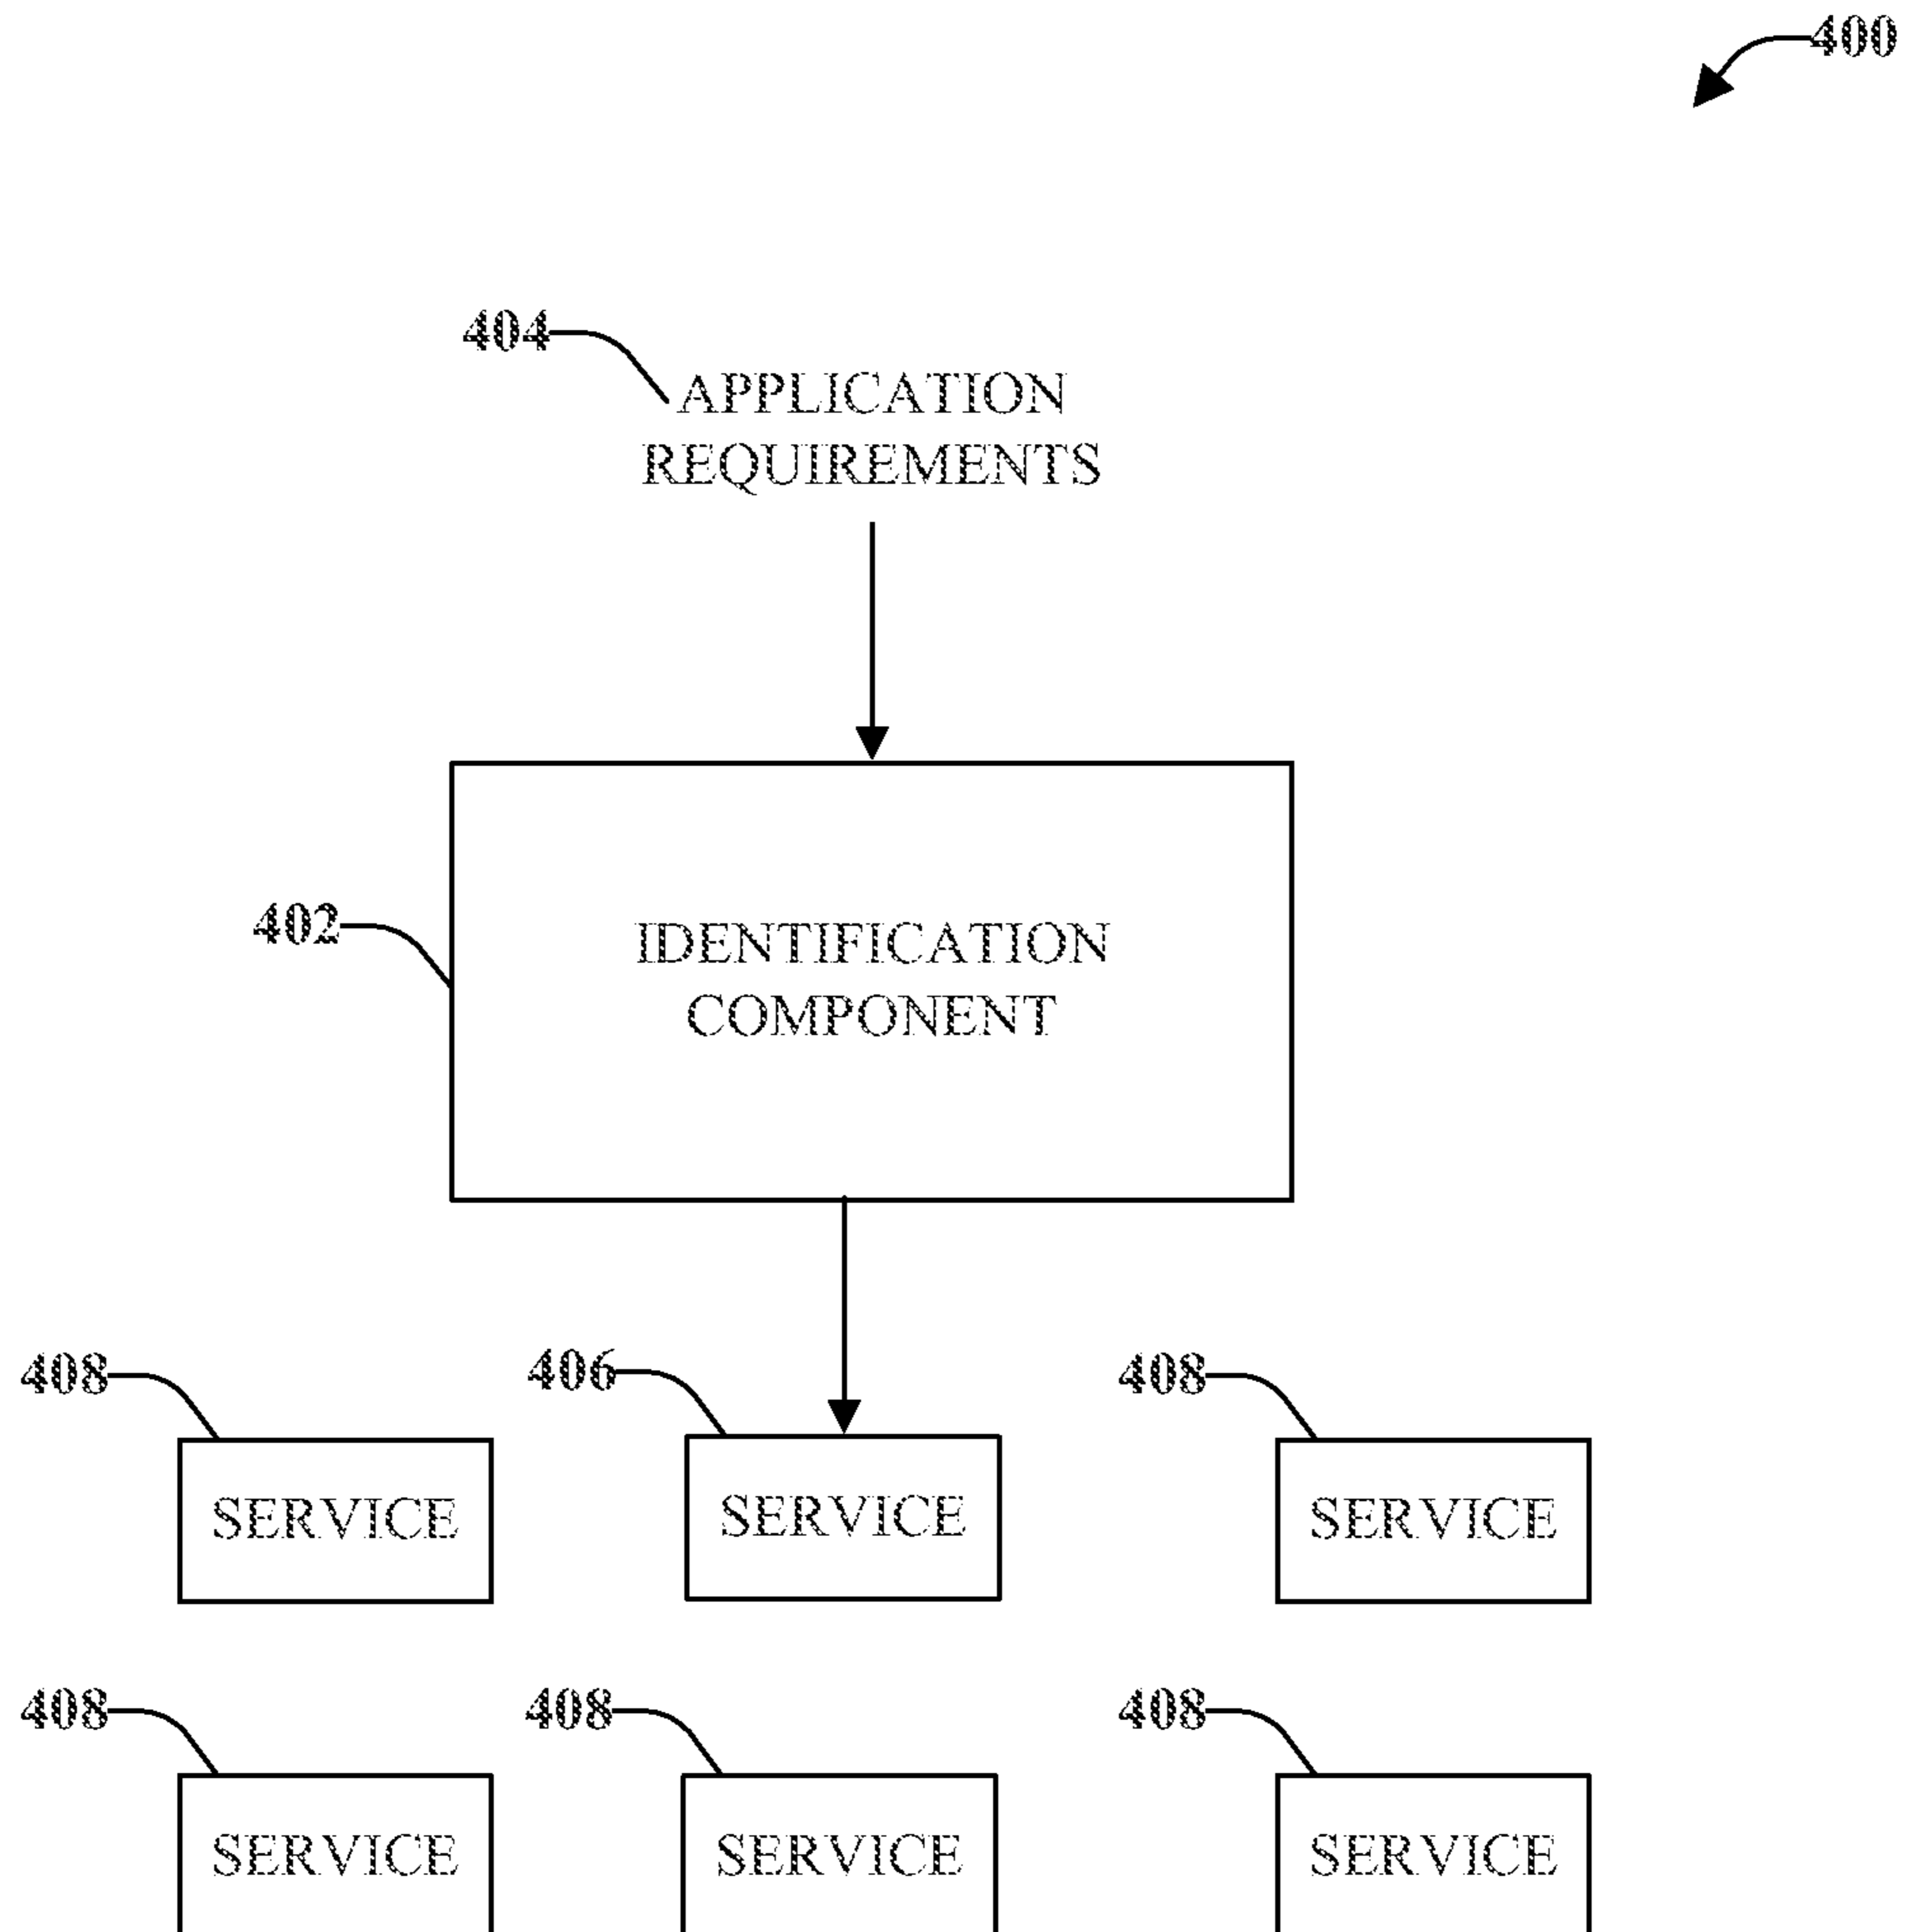 400
404
APPLICATION
REQUIREMENTS
402
IDENTIFICATION
COMPONENT
408
406
408
SERVICE
SERVICE
SERVICE
408
408
408
SERVICE
SERVICE
SERVICE